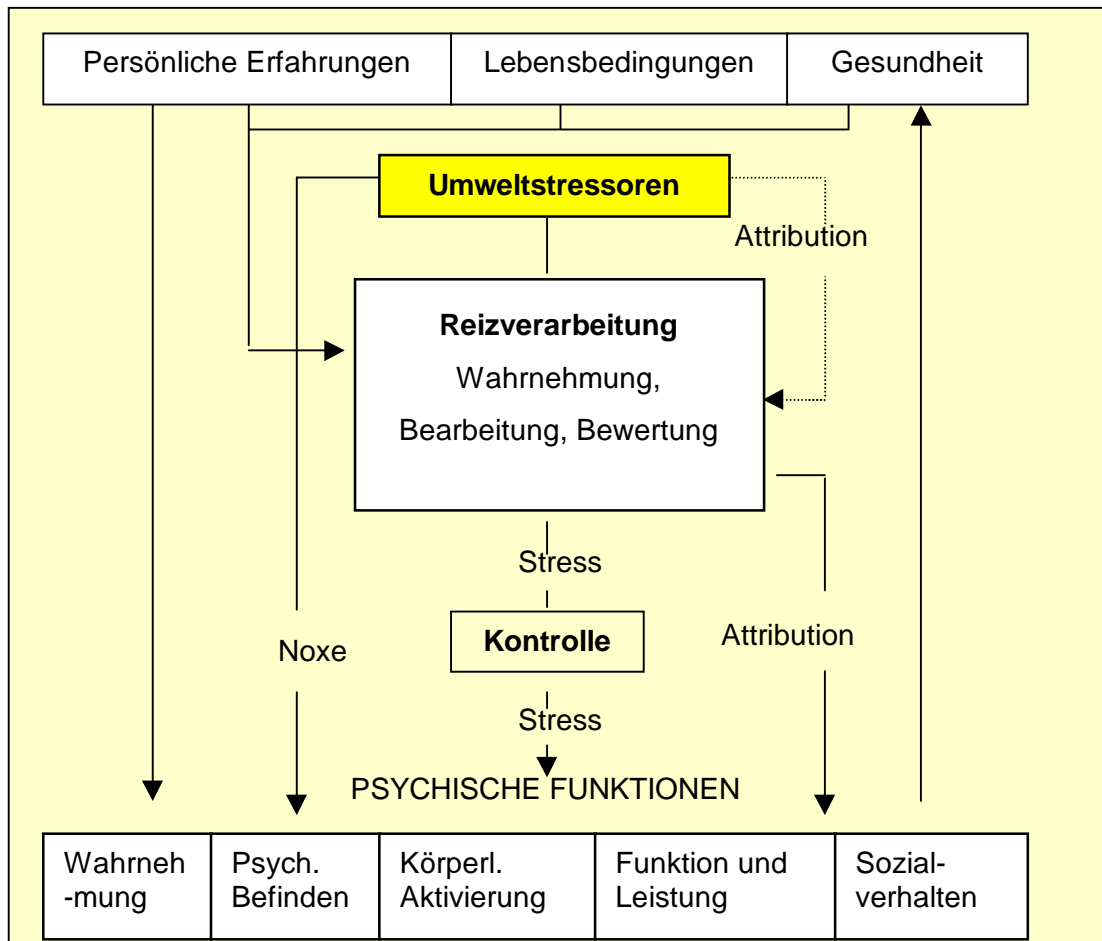 Persönliche Erfahrungen
Lebensbedingungen
Gesundheit
Umweltstressoren
Attribution
Reizverarbeitung
Wahrnehmung,
Bearbeitung, Bewertung
Stress
Kontrolle
Noxe
Attribution
Stress
PSYCHISCHE FUNKTIONEN
Wahrneh
-mung
Psych.
Befinden
Körperl.
Aktivierung
Funktion und
Leistung
Sozial-
verhalten